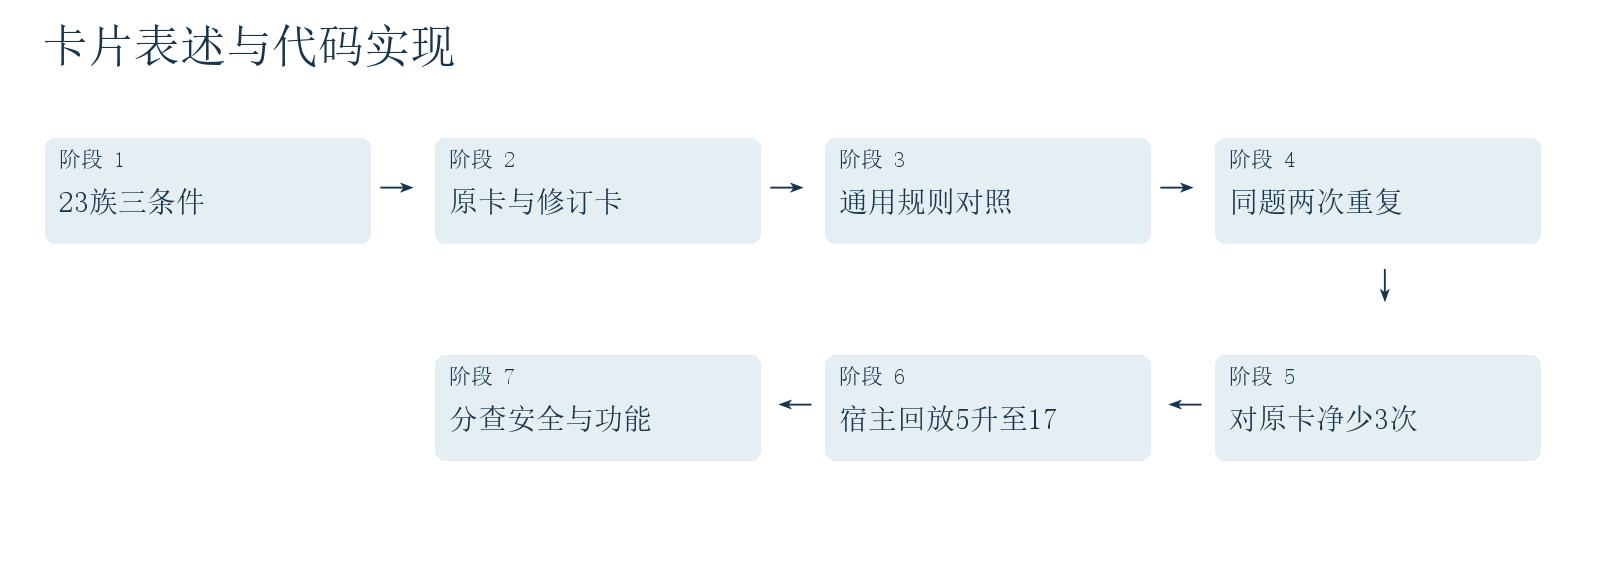 卡片表述与代码实现
阶段 1
23族三条件
阶段 2
原卡与修订卡
阶段 3
通用规则对照
阶段 4
同题两次重复
阶段 5
对原卡净少3次
阶段 6
宿主回放5升至17
阶段 7
分查安全与功能